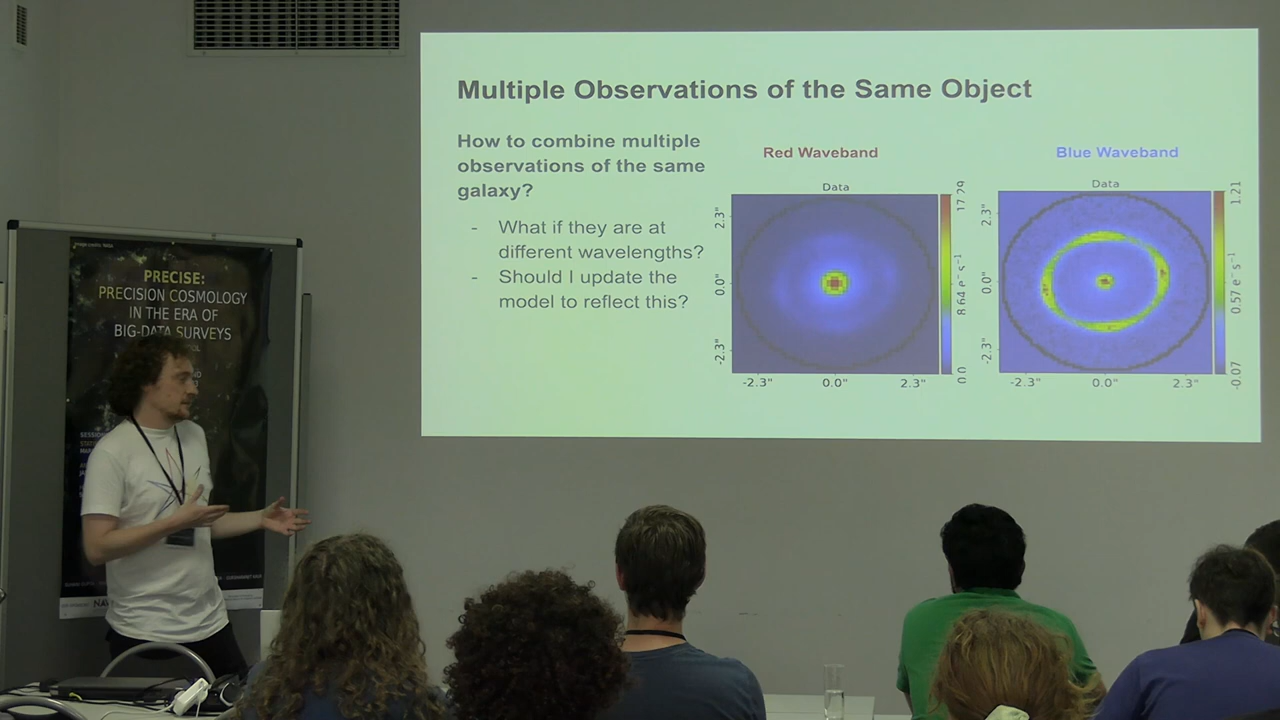 Multiple Observations of the Same Object
How to combine multiple
observations of the same
galaxy?
- What if they are at
different wavelengths?
- Should I update the
model to reflect this?
Red Waveband
Data
2.3"
0.0"
-2.3"
-2.3" 0.0" 2.3"
17.29
8.64 e⁻ s⁻¹
0.0
Blue Waveband
Data
2.3"
0.0"
-2.3"
-2.3" 0.0" 2.3"
1.21
0.57 e⁻ s⁻¹
-0.07
PRECISE:
PRECISION COSMOLOGY
IN THE ERA OF
BIG-DATA SURVEYS